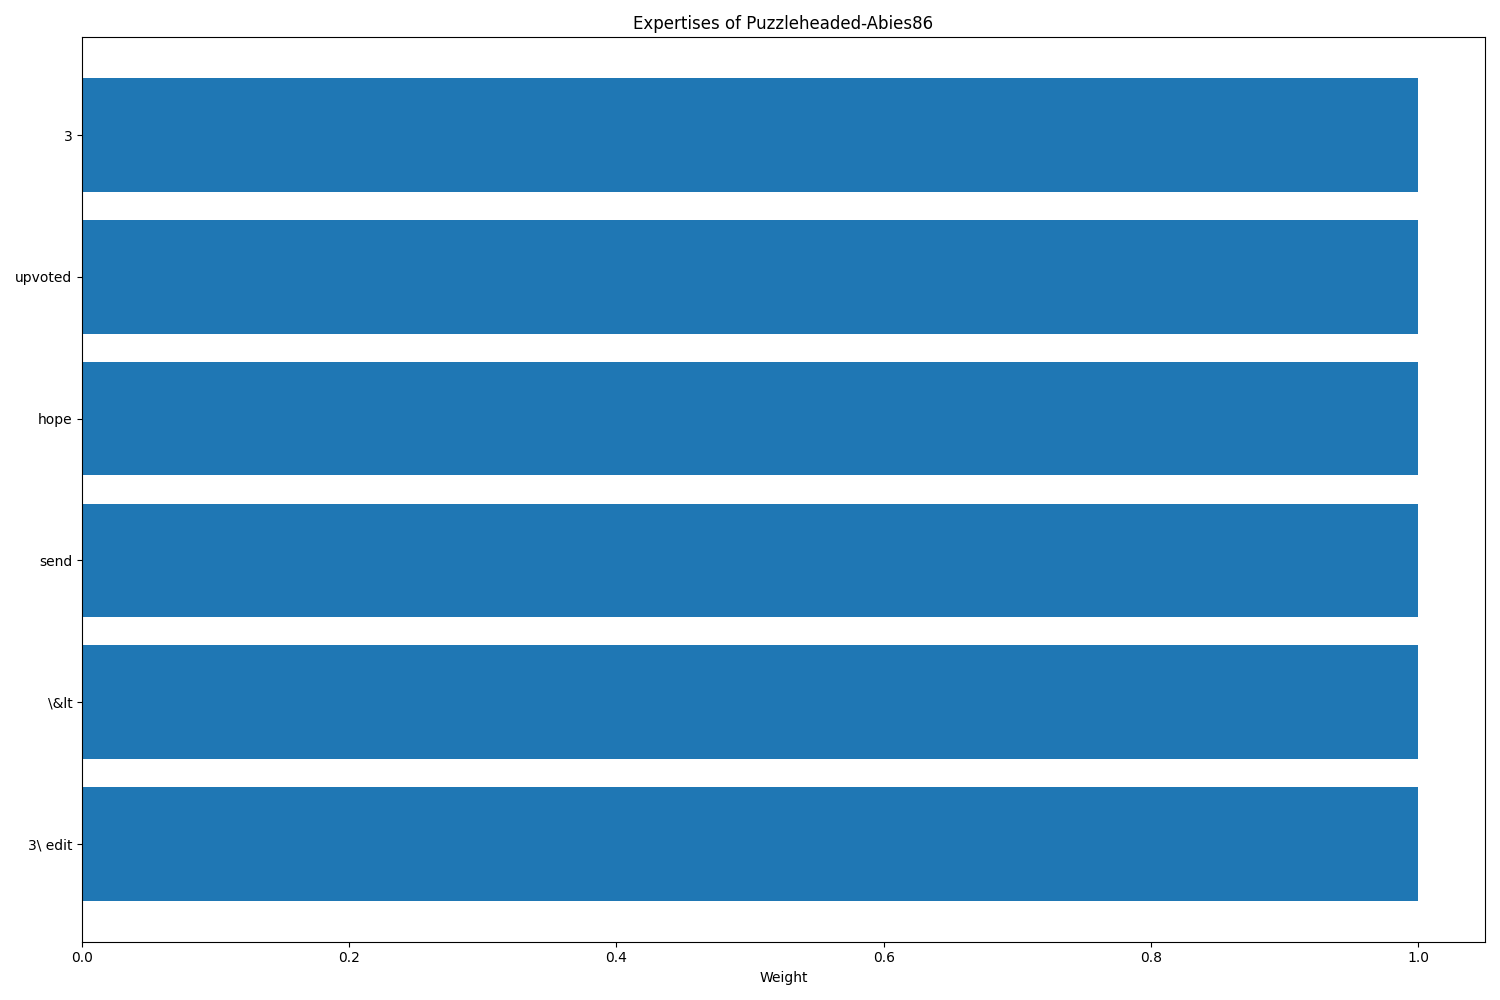 Expertises of Puzzleheaded-Abies86
3
upvoted
hope
send
\&lt
3\ edit
0.0 0.2 0.4 0.6 0.8 1.0
Weight